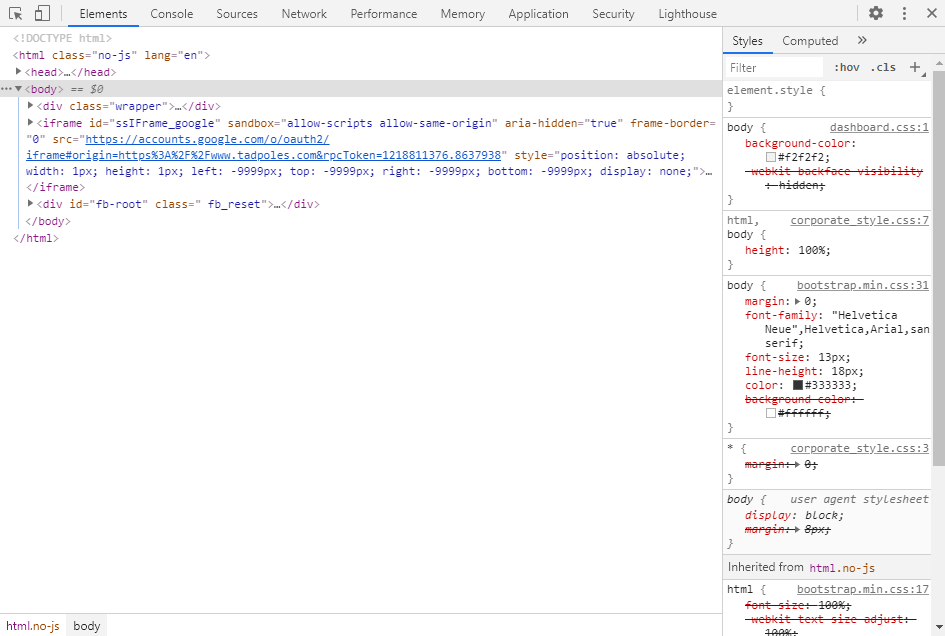 Elements Console Sources Network Performance Memory Application Security Lighthouse
<!DOCTYPE html>
<html class="no-js" lang="en">
<head>…</head>
<body> == $0
<div class="wrapper">…</div>
<iframe id="ssIFrame_google" sandbox="allow-scripts allow-same-origin" aria-hidden="true" frame-border=
"0" src="https://accounts.google.com/o/oauth2/
iframe#origin=https%3A%2F%2Fwww.tadpoles.com&rpcToken=1218811376.8637938" style="position: absolute;
width: 1px; height: 1px; left: -9999px; top: -9999px; right: -9999px; bottom: -9999px; display: none;">…
</iframe>
<div id="fb-root" class=" fb_reset">…</div>
</body>
</html>
html.no-js body
Styles Computed »
Filter :hov .cls +
element.style {
}
body { dashboard.css:1
background-color:
#f2f2f2;
-webkit-backface-visibility
: hidden;
}
html, corporate_style.css:7
body {
height: 100%;
}
body { bootstrap.min.css:31
margin: 0;
font-family: "Helvetica
Neue",Helvetica,Arial,san
serif;
font-size: 13px;
line-height: 18px;
color: #333333;
background-color:
#ffffff;
}
* { corporate_style.css:3
margin: 0;
}
body { user agent stylesheet
display: block;
margin: 8px;
}
Inherited from html.no-js
html { bootstrap.min.css:17
font-size: 100%;
-webkit-text-size-adjust:
100%;